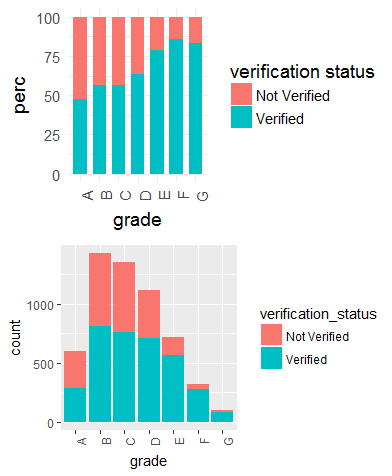 100
75
50
25
0
perc
A B C D E F G
grade
verification status
Not Verified
Verified
1000
500
0
count
A B C D E F G
grade
verification_status
Not Verified
Verified